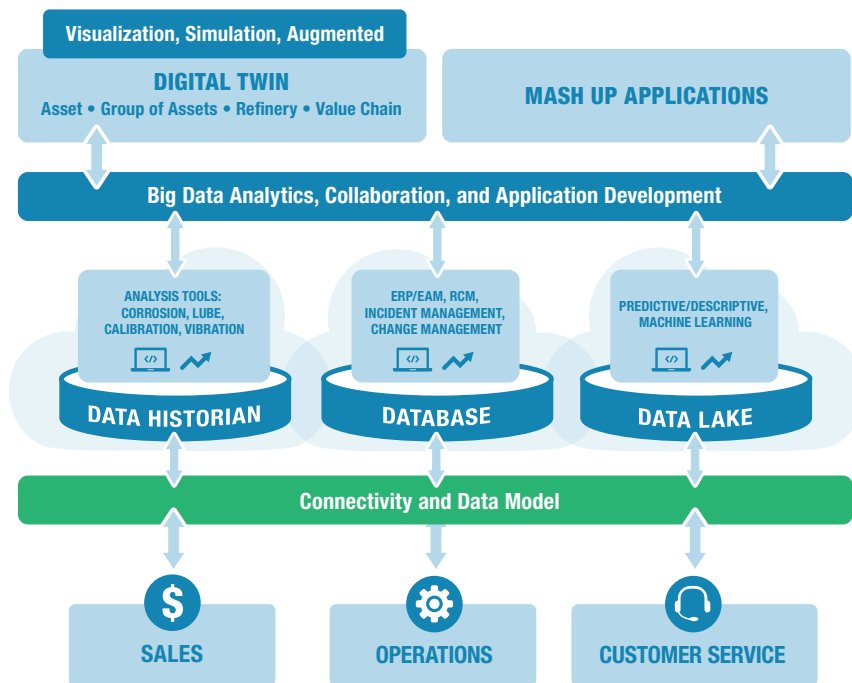 Visualization, Simulation, Augmented
DIGITAL TWIN
Asset • Group of Assets • Refinery • Value Chain
MASH UP APPLICATIONS
Big Data Analytics, Collaboration, and Application Development
ANALYSIS TOOLS:
CORROSION, LUBE,
CALIBRATION, VIBRATION
</>
DATA HISTORIAN
ERP/EAM, RCM,
INCIDENT MANAGEMENT,
CHANGE MANAGEMENT
</>
DATABASE
PREDICTIVE/DESCRIPTIVE,
MACHINE LEARNING
</>
DATA LAKE
Connectivity and Data Model
$
SALES
OPERATIONS
CUSTOMER SERVICE